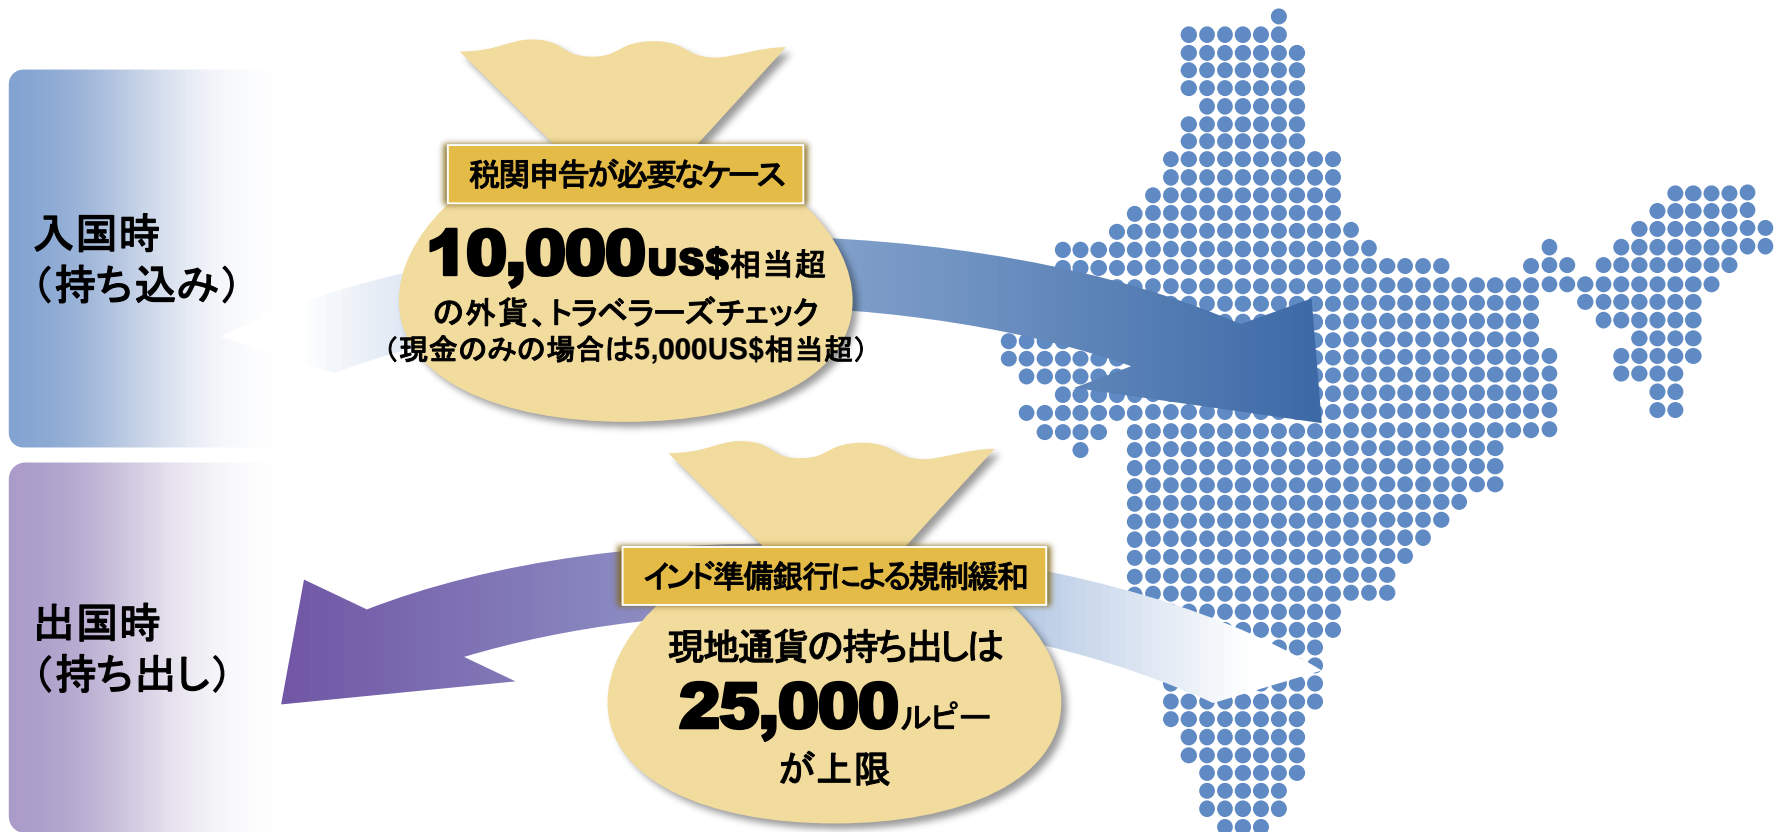 入国時
（持ち込み）
税関申告が必要なケース
10,000US$相当超
の外貨、トラベラーズチェック
（現金のみの場合は5,000US$相当超）
出国時
（持ち出し）
インド準備銀行による規制緩和
現地通貨の持ち出しは
25,000ルピー
が上限